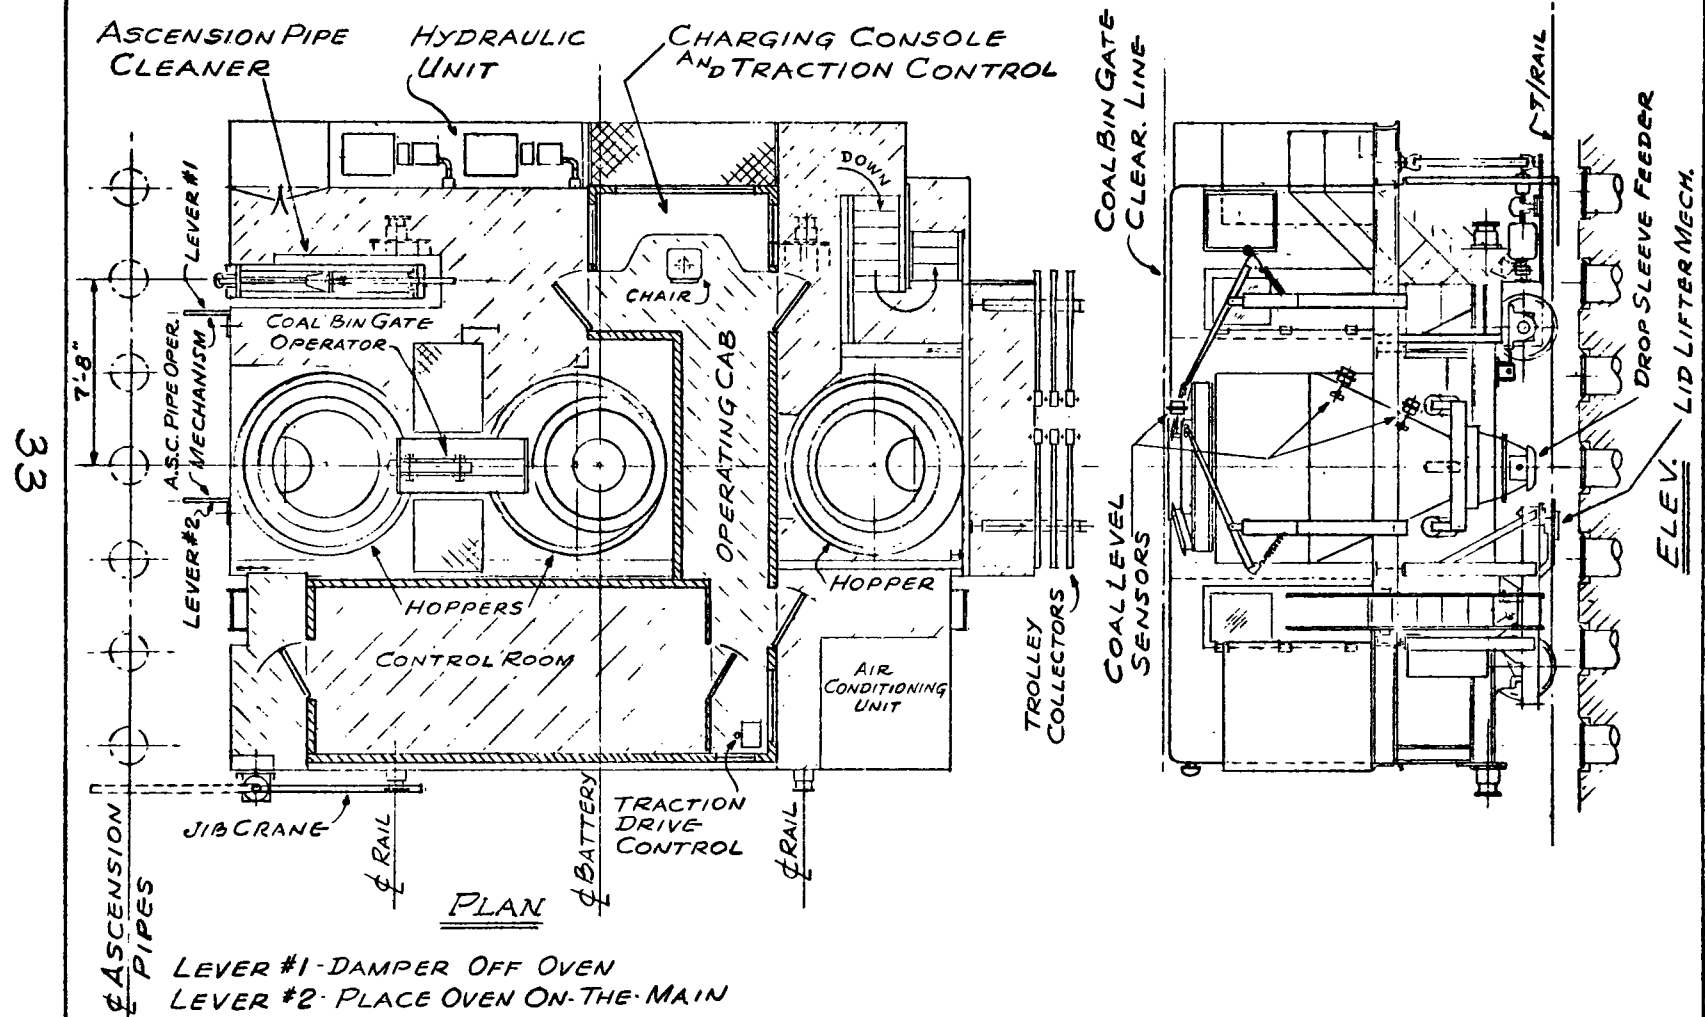 ASCENSION PIPE
CLEANER
HYDRAULIC
UNIT
CHARGING CONSOLE
AND TRACTION CONTROL
COAL BIN GATE
CLEAR. LINE
T/RAIL
DROP SLEEVE FEEDER
LID LIFTER MECH.
LEVER #1
DOWN
CHAIR
COAL BIN GATE
OPERATOR
7'-8"
A.S.C. PIPE OPER.
MECHANISM
LEVER #2
OPERATING CAB
33
HOPPERS
HOPPER
CONTROL ROOM
AIR
CONDITIONING
UNIT
TROLLEY
COLLECTORS
COAL LEVEL
SENSORS
ELEV.
JIB CRANE
℄ RAIL
℄ BATTERY
TRACTION
DRIVE
CONTROL
℄ RAIL
℄ ASCENSION
PIPES
PLAN
LEVER #1-DAMPER OFF OVEN
LEVER #2-PLACE OVEN ON-THE-MAIN